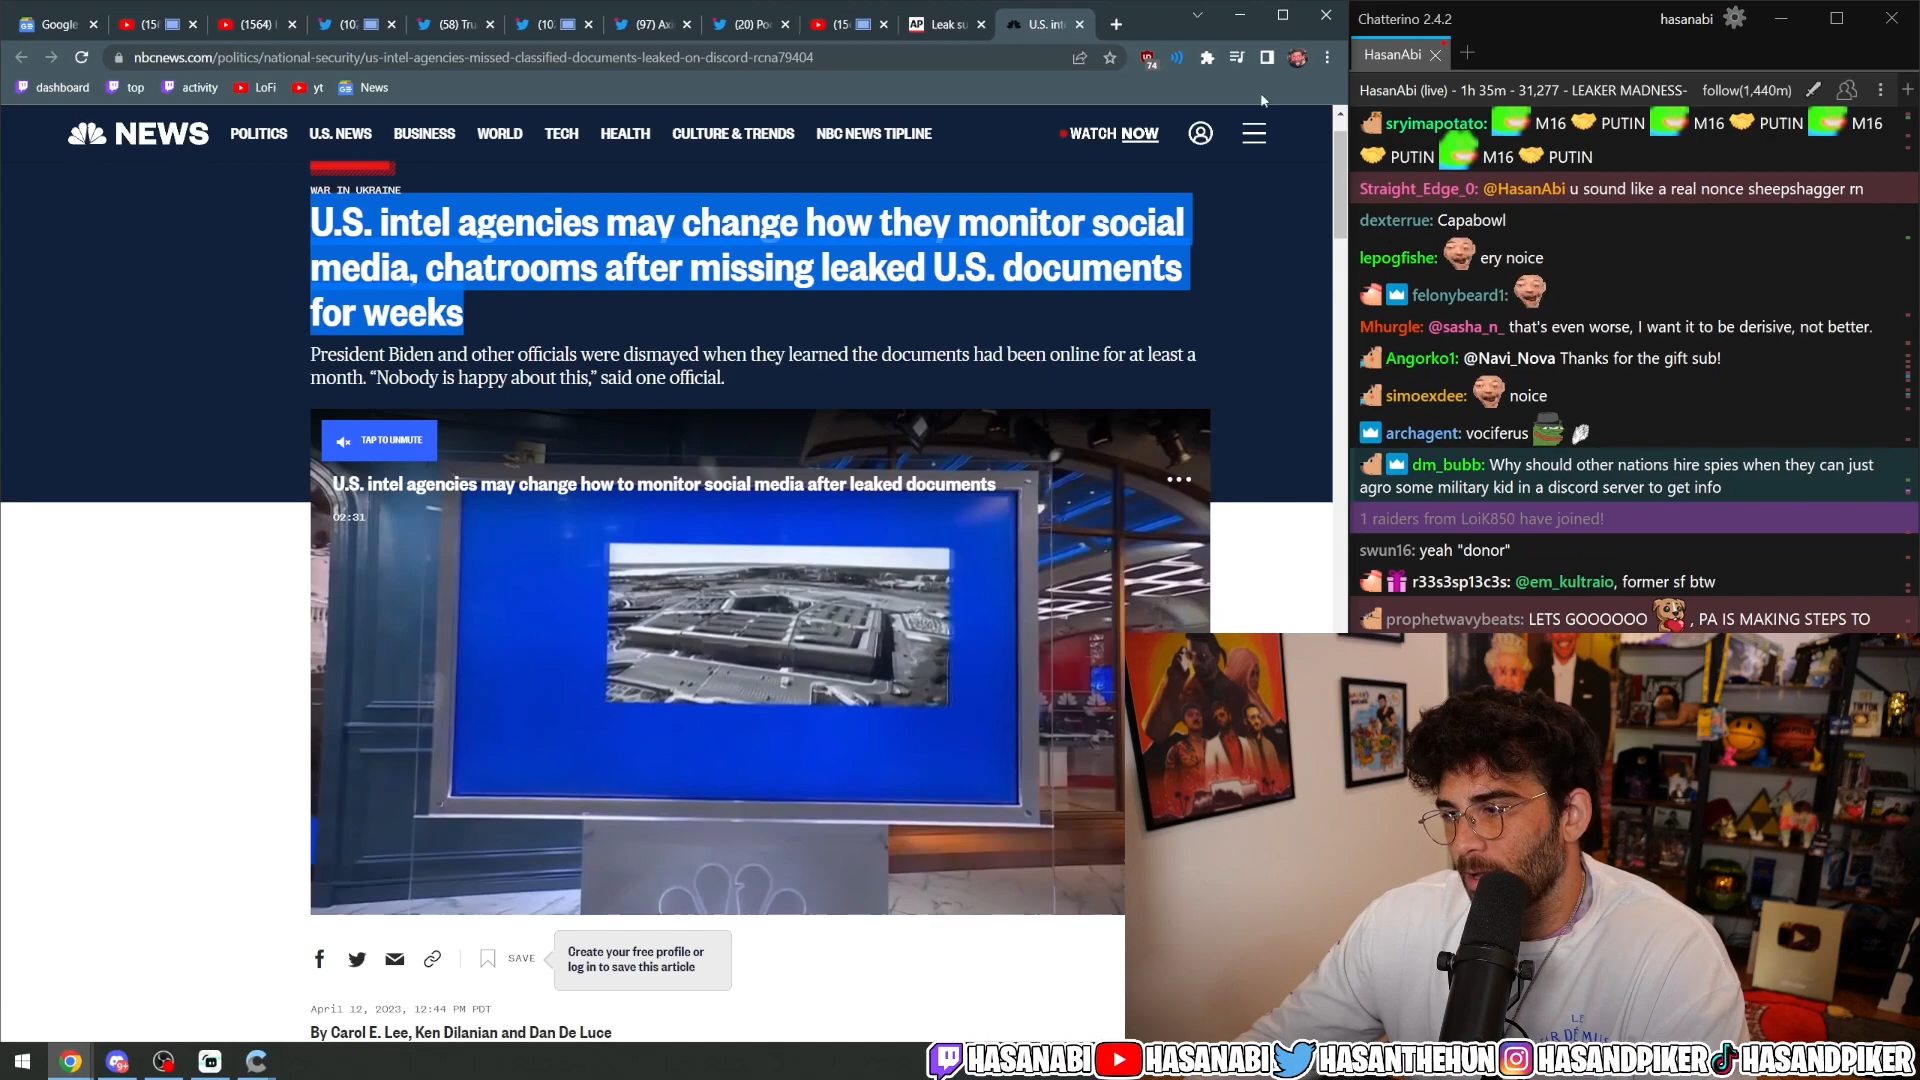 Google
(15
(1564)
(10
(58) Tru
(10
(97) Axi
(20) Po
(15
AP
Leak su
U.S. int
nbcnews.com/politics/national-security/us-intel-agencies-missed-classified-documents-leaked-on-discord-rcna79404
74
dashboard
top
activity
LoFi
yt
News
NEWS
POLITICS
U.S. NEWS
BUSINESS
WORLD
TECH
HEALTH
CULTURE & TRENDS
NBC NEWS TIPLINE
WATCH NOW
WAR IN UKRAINE
U.S. intel agencies may change how they monitor social
media, chatrooms after missing leaked U.S. documents
for weeks
President Biden and other officials were dismayed when they learned the documents had been online for at least a
month. “Nobody is happy about this,” said one official.
TAP TO UNMUTE
U.S. intel agencies may change how to monitor social media after leaked documents
02:31
SAVE
Create your free profile or
log in to save this article
April 12, 2023, 12:44 PM PDT
By Carol E. Lee, Ken Dilanian and Dan De Luce
Chatterino 2.4.2
hasanabi
HasanAbi
HasanAbi (live) - 1h 35m - 31,277 - LEAKER MADNESS-
follow(1,440m)
sryimapotato: M16 PUTIN M16 PUTIN M16
PUTIN M16 PUTIN
Straight_Edge_0: @HasanAbi u sound like a real nonce sheepshagger rn
dexterrue: Capabowl
lepogfishe: ery noice
felonybeard1:
Mhurgle: @sasha_n_ that's even worse, I want it to be derisive, not better.
Angorko1: @Navi_Nova Thanks for the gift sub!
simoexdee: noice
archagent: vociferus
dm_bubb: Why should other nations hire spies when they can just
agro some military kid in a discord server to get info
1 raiders from LoiK850 have joined!
swun16: yeah "donor"
r33s3sp13c3s: @em_kultraio, former sf btw
prophetwavybeats: LETS GOOOOOO , PA IS MAKING STEPS TO
LE
HASANABI
HASANABI
HASANTHEHUN
HASANDPIKER
HASANDPIKER